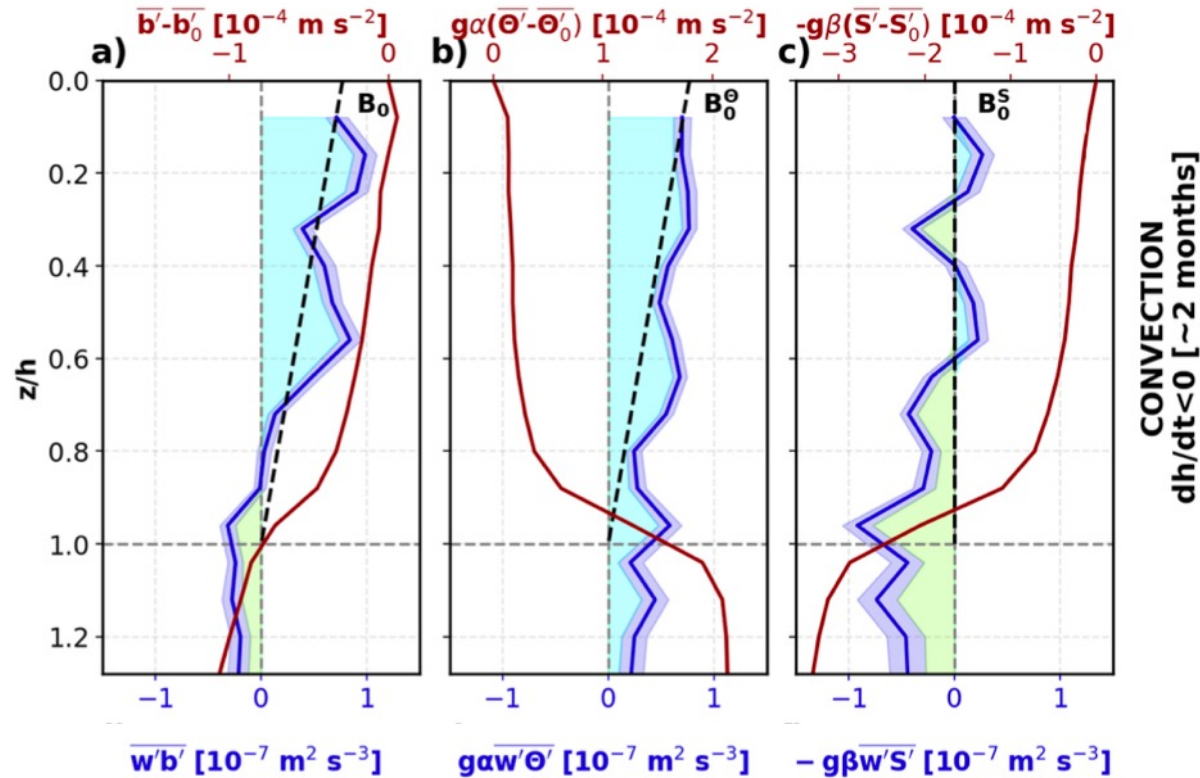 b̅'̅-b̅'̅₀ [10⁻⁴ m s⁻²]
gα(Θ̅'̅-Θ̅'̅₀) [10⁻⁴ m s⁻²]
-gβ(S̅'̅-S̅'̅₀) [10⁻⁴ m s⁻²]
a)
−1
0
b)
0
1
2
c)
−3
−2
−1
0
0.0
0.2
0.4
0.6
0.8
1.0
1.2
z/h
B₀
B₀^Θ
B₀^S
−1
0
1
−1
0
1
−1
0
1
w̅'̅b̅'̅ [10⁻⁷ m² s⁻³]
gαw̅'̅Θ̅'̅ [10⁻⁷ m² s⁻³]
− gβw̅'̅S̅'̅ [10⁻⁷ m² s⁻³]
CONVECTION
dh/dt<0 [~2 months]